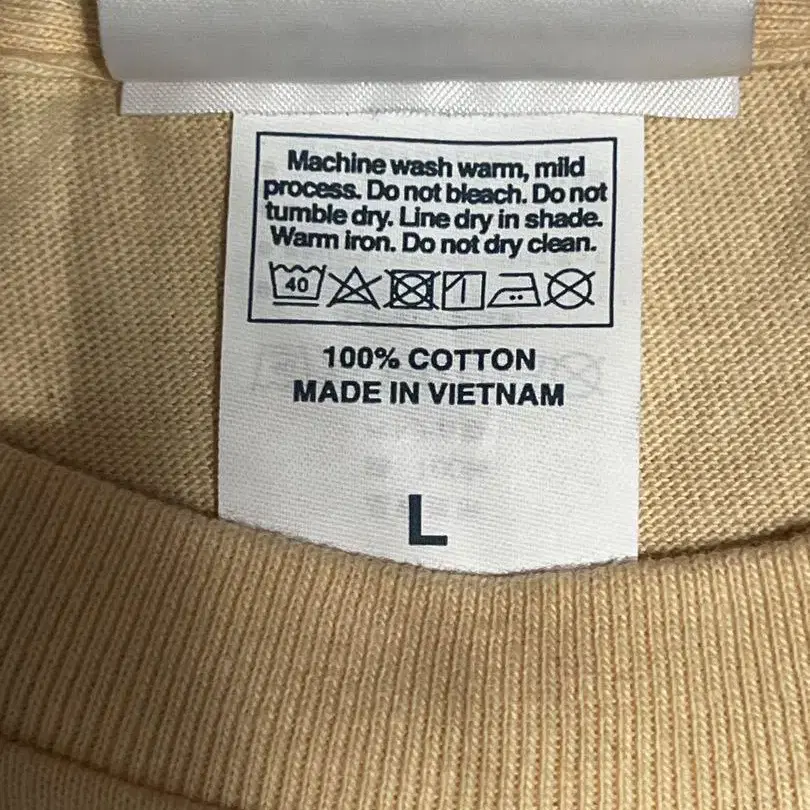 Machine wash warm, mild
process. Do not bleach. Do not
tumble dry. Line dry in shade.
Warm iron. Do not dry clean.
40
100% COTTON
MADE IN VIETNAM
L